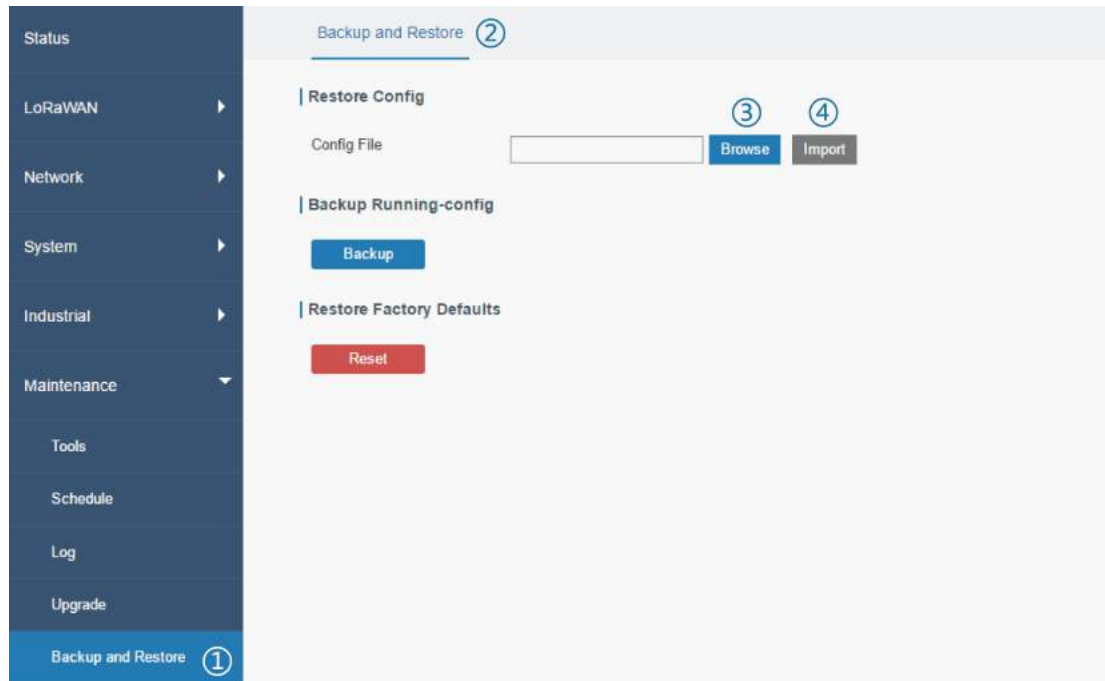 Status
LoRaWAN
Network
System
Industrial
Maintenance
Tools
Schedule
Log
Upgrade
Backup and Restore ①
Backup and Restore ②
Restore Config
③ ④
Config File Browse Import
Backup Running-config
Backup
Restore Factory Defaults
Reset